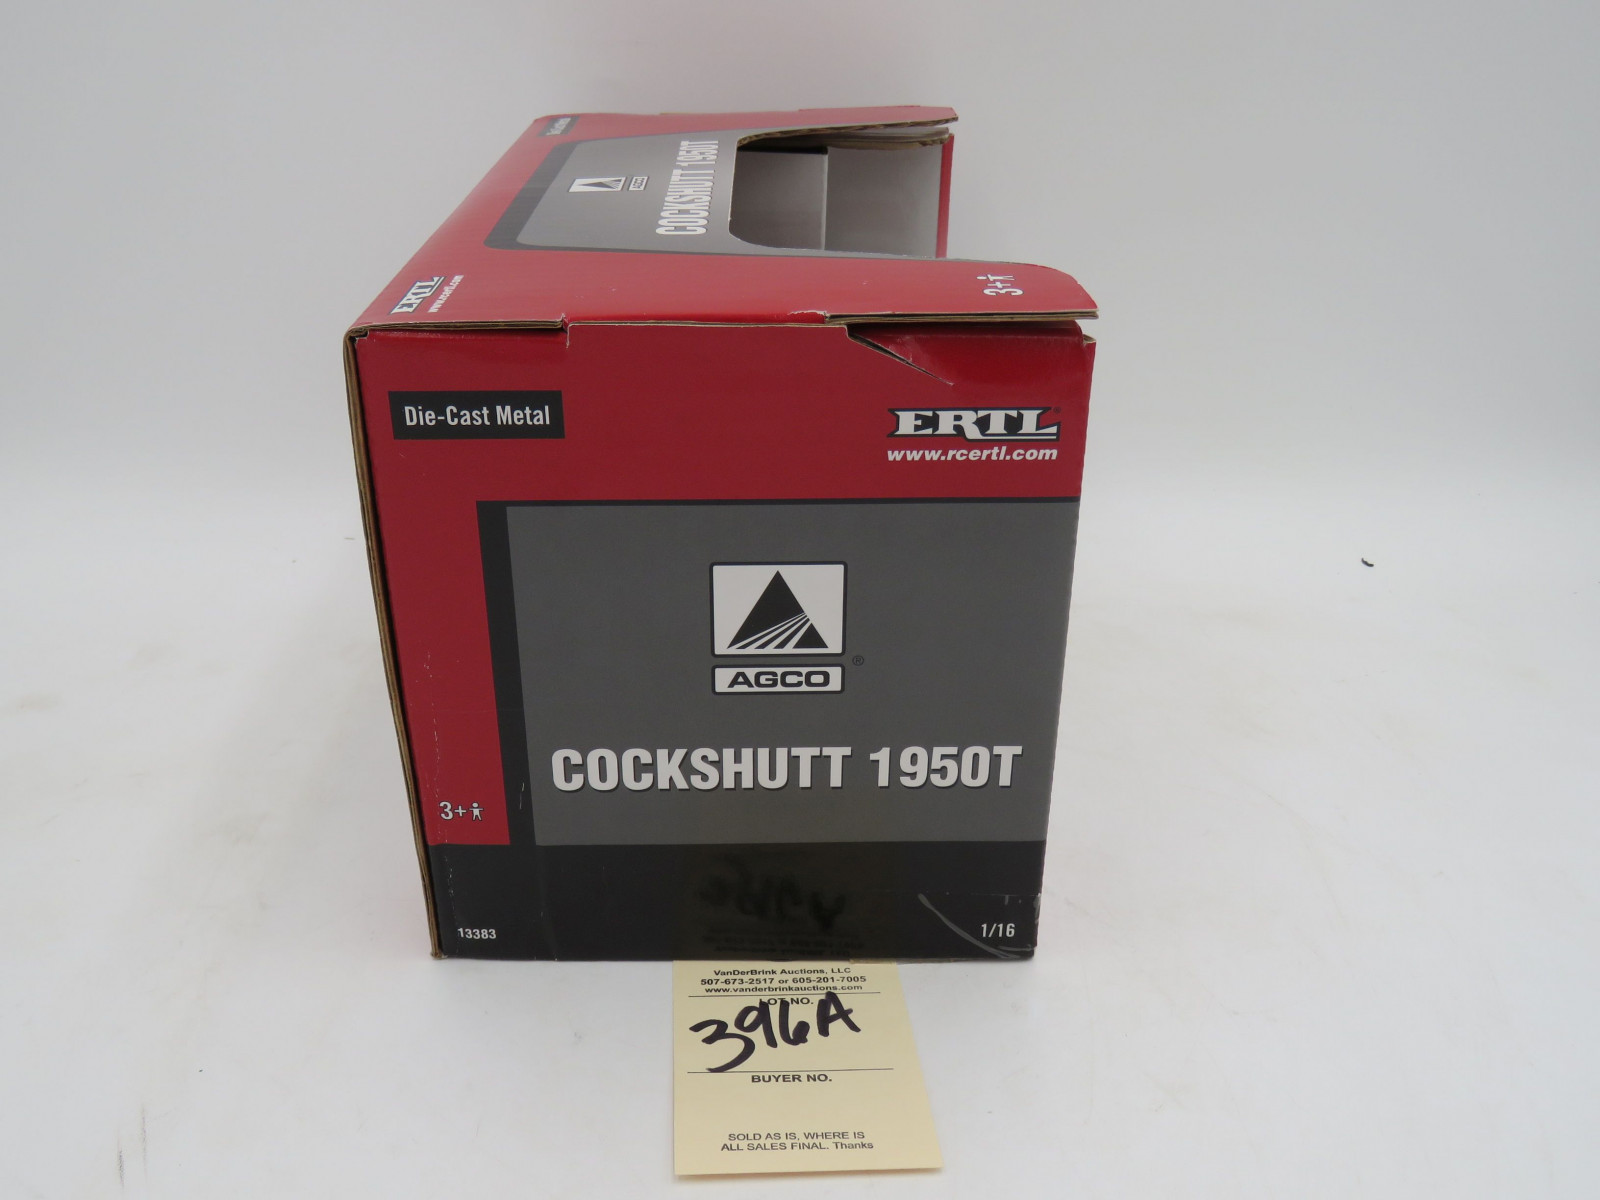 COCKSHUTT 1950T
AGCO
ERTL
www.rcertl.com
3+
Die-Cast Metal
ERTL®
www.rcertl.com
AGCO®
COCKSHUTT 1950T
3+
13383
1/16
VanDerBrink Auctions, LLC
507-673-2517 or 605-201-7005
www.vanderbrinkauctions.com
LOT NO.
396A
BUYER NO.
SOLD AS IS, WHERE IS
ALL SALES FINAL. Thanks